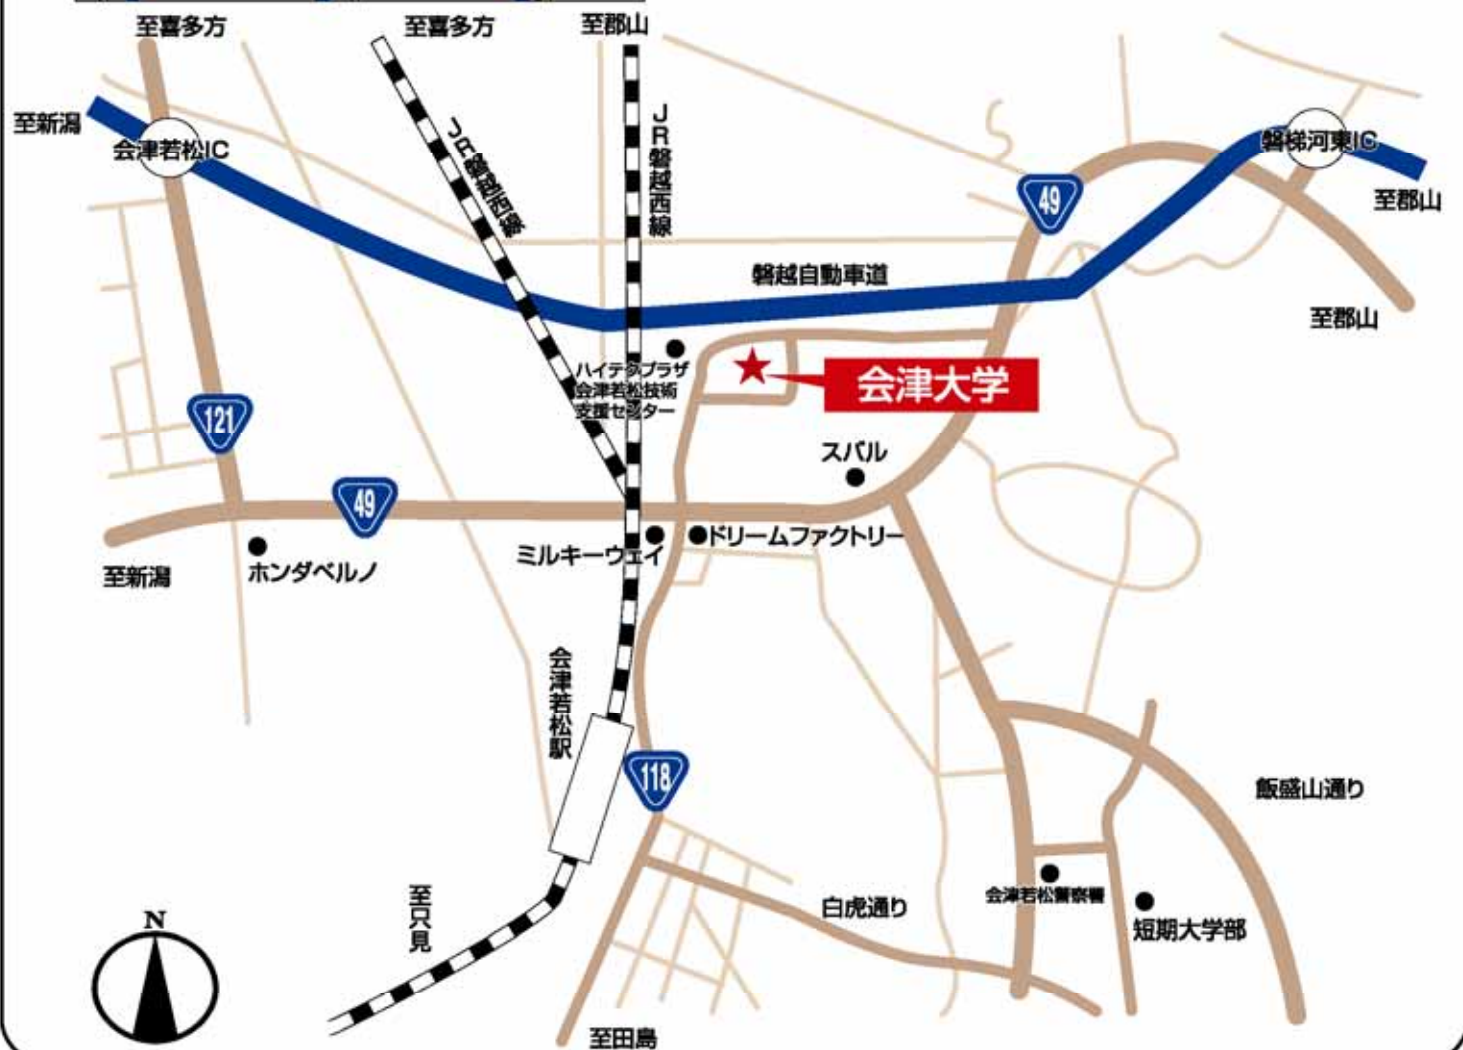 至喜多方
至喜多方
至郡山
至新潟
会津若松IC
JR磐越西線
JR磐越西線
49
磐梯河東IC
至郡山
磐越自動車道
至郡山
ハイテクプラザ
会津若松技術
支援センター
会津大学
121
スバル
49
ミルキーウェイ
ドリームファクトリー
至新潟
ホンダベルノ
会津若松駅
118
飯盛山通り
至只見
白虎通り
会津若松警察署
短期大学部
N
至田島